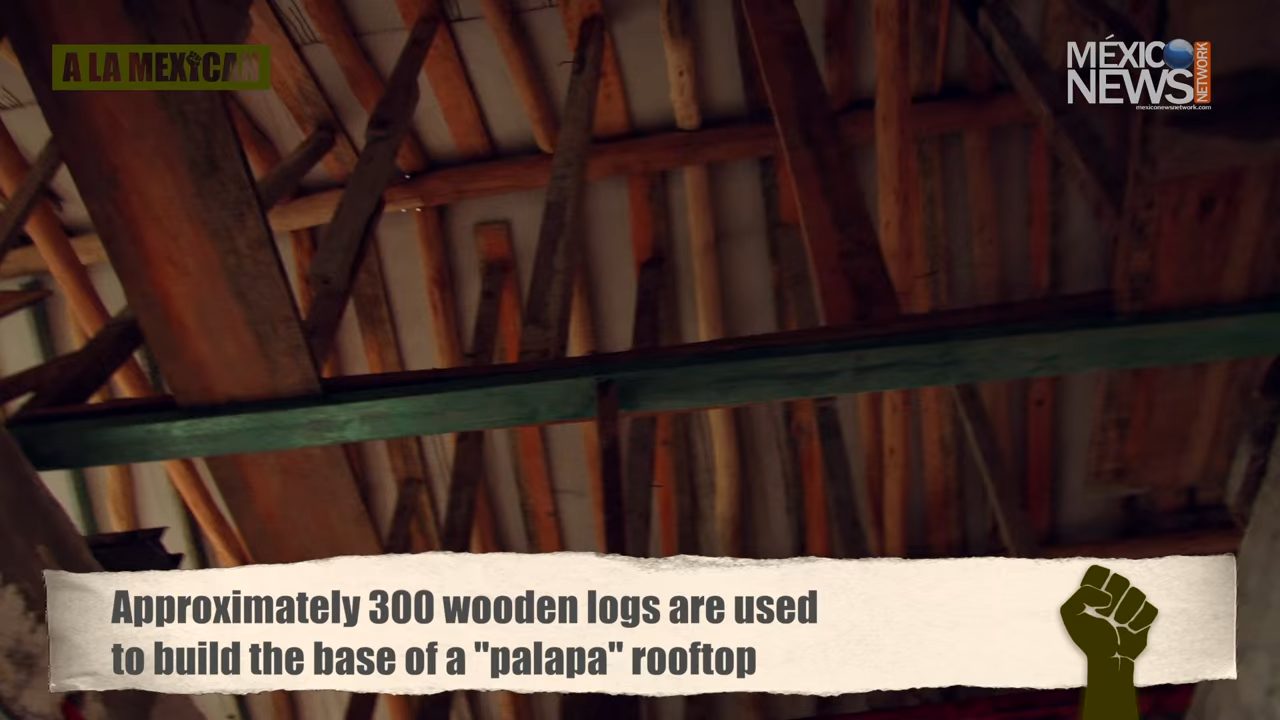 A LA MEXICAN
MÉXICO
NEWS
NETWORK
mexiconewsnetwork.com
Approximately 300 wooden logs are used
to build the base of a "palapa" rooftop